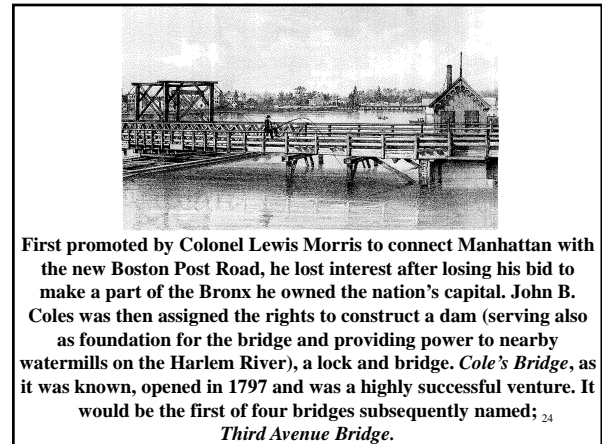 First promoted by Colonel Lewis Morris to connect Manhattan with
the new Boston Post Road, he lost interest after losing his bid to
make a part of the Bronx he owned the nation’s capital. John B.
Coles was then assigned the rights to construct a dam (serving also
as foundation for the bridge and providing power to nearby
watermills on the Harlem River), a lock and bridge. Cole’s Bridge, as
it was known, opened in 1797 and was a highly successful venture. It
would be the first of four bridges subsequently named; 24
Third Avenue Bridge.